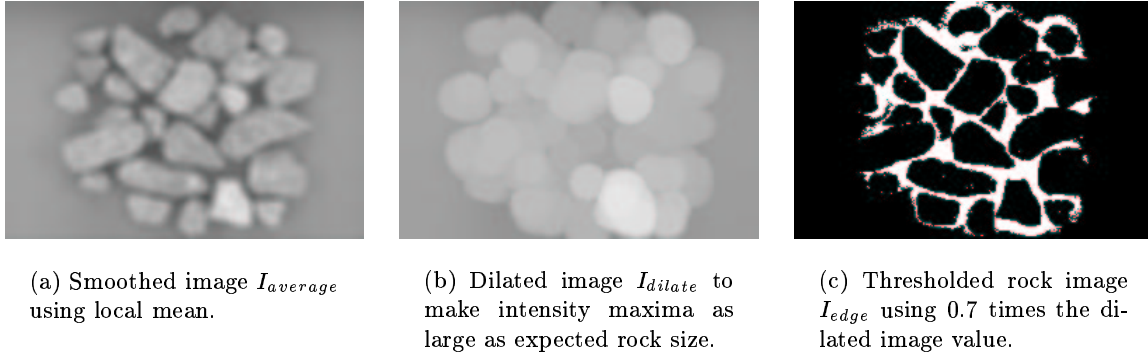 (a) Smoothed image I_average
using local mean.
(b) Dilated image I_dilate to
make intensity maxima as
large as expected rock size.
(c) Thresholded rock image
I_edge using 0.7 times the di-
lated image value.